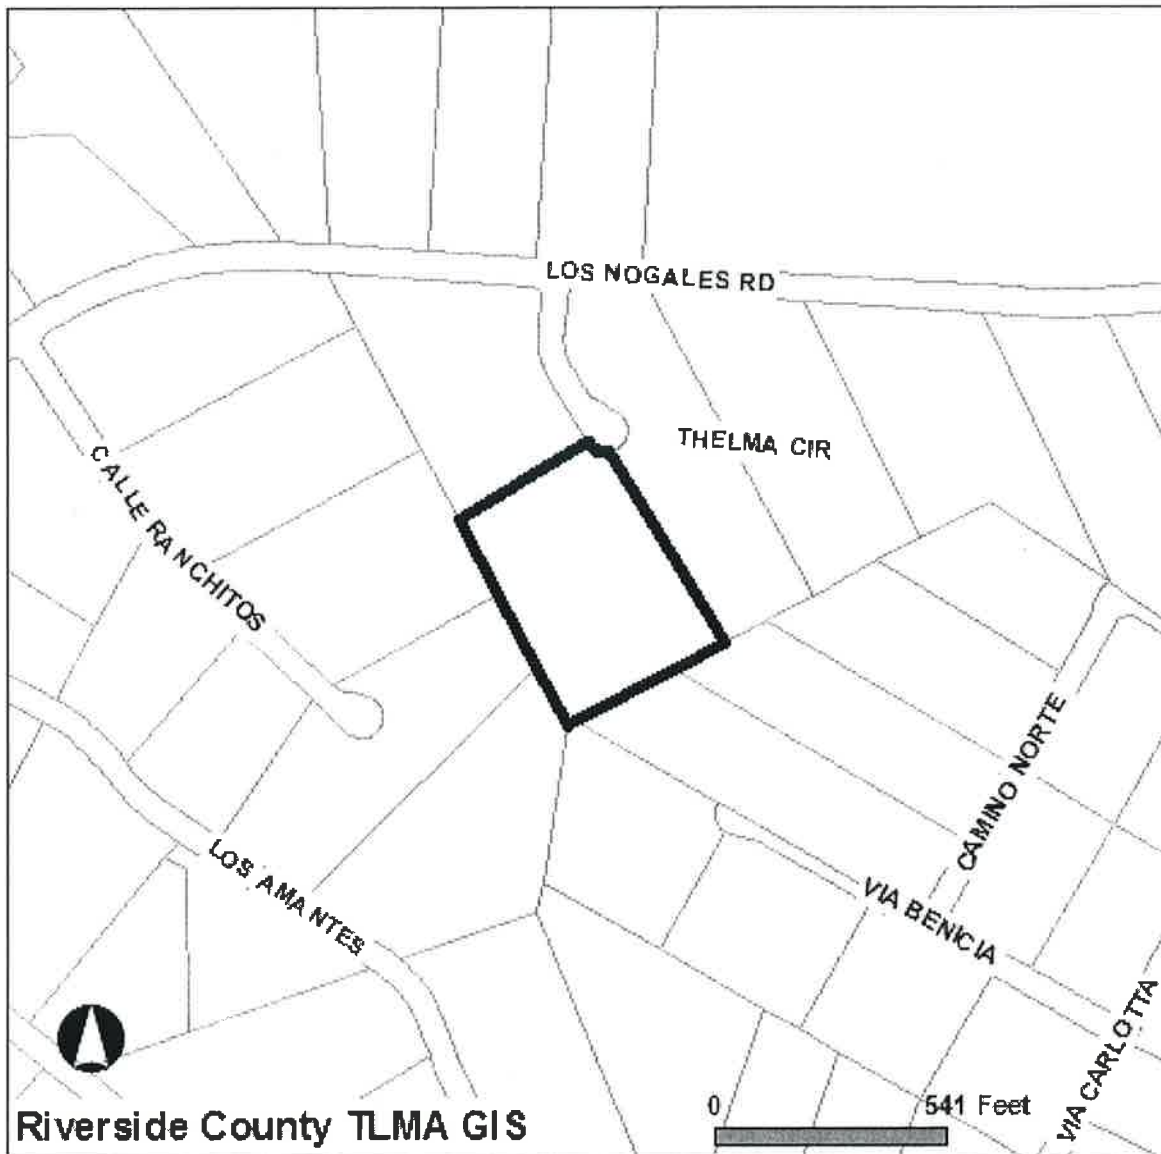 LOS NOGALES RD
THELMA CIR
CALLE RANCHITOS
CAMINO NORTE
LOS AMANTES
VIA BENICIA
VIA CARLOTTA
0 541 Feet
Riverside County TLMA GIS